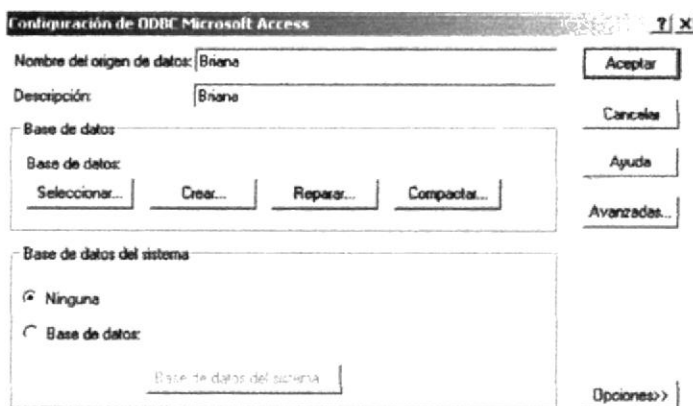 Configuración de ODBC Microsoft Access
? X
Nombre del origen de datos: Briana
Descripción: Briana
Aceptar
Cancelar
Ayuda
Avanzadas...
Base de datos
Base de datos:
Seleccionar... Crear... Reparar... Compactar...
Base de datos del sistema
Ninguna
Base de datos:
Base de datos del sistema...
Opciones>>